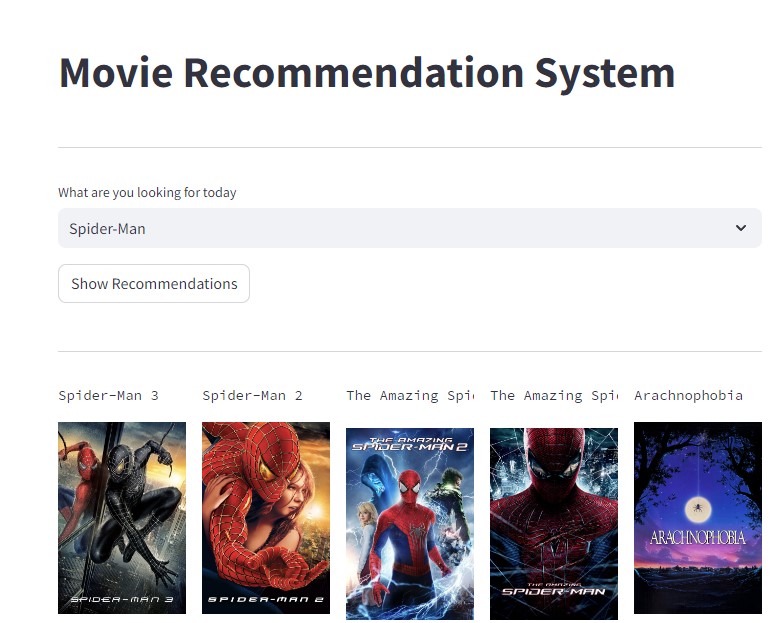 Movie Recommendation System
What are you looking for today
Spider-Man
Show Recommendations
Spider-Man 3
Spider-Man 2
The Amazing Spi
The Amazing Spi
Arachnophobia
SPIDER-MAN 3
SPIDER-MAN 2
THE AMAZING
SPIDER-MAN 2
THE AMAZING
SPIDER-MAN
ARACHNOPHOBIA